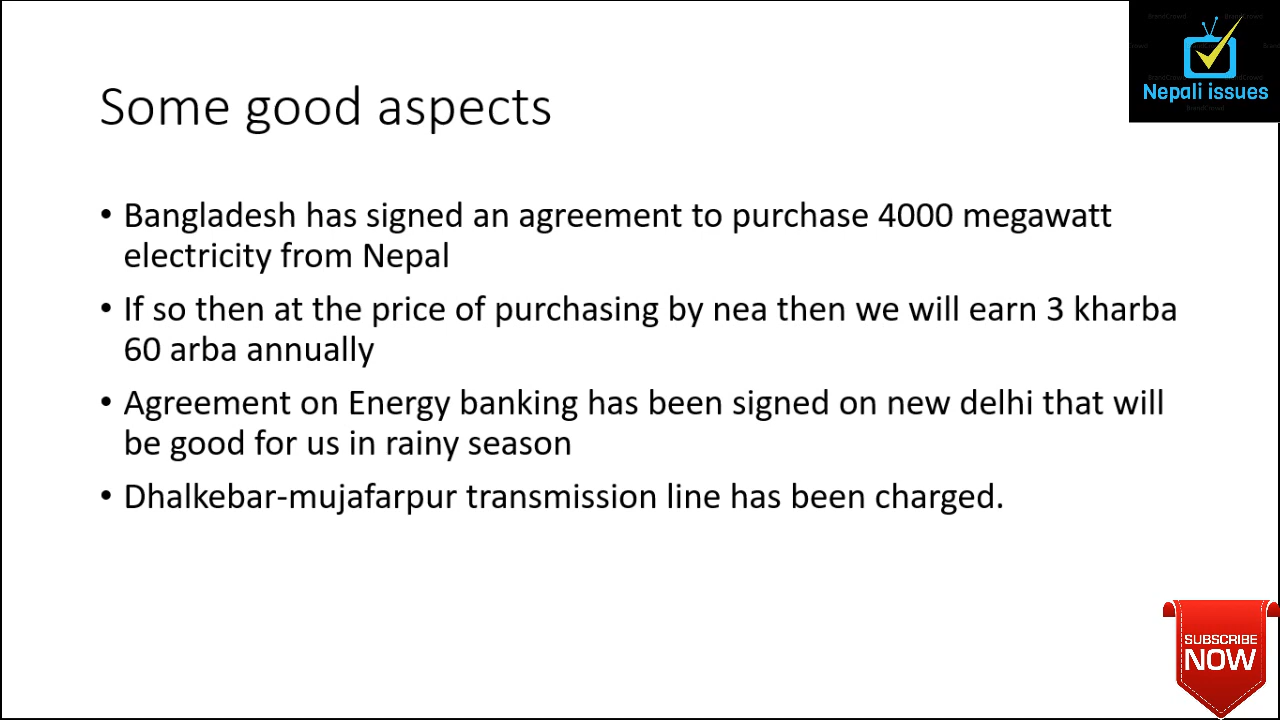 Some good aspects
Nepali issues
• Bangladesh has signed an agreement to purchase 4000 megawatt
electricity from Nepal
• If so then at the price of purchasing by nea then we will earn 3 kharba
60 arba annually
• Agreement on Energy banking has been signed on new delhi that will
be good for us in rainy season
• Dhalkebar-mujafarpur transmission line has been charged.
SUBSCRIBE
NOW